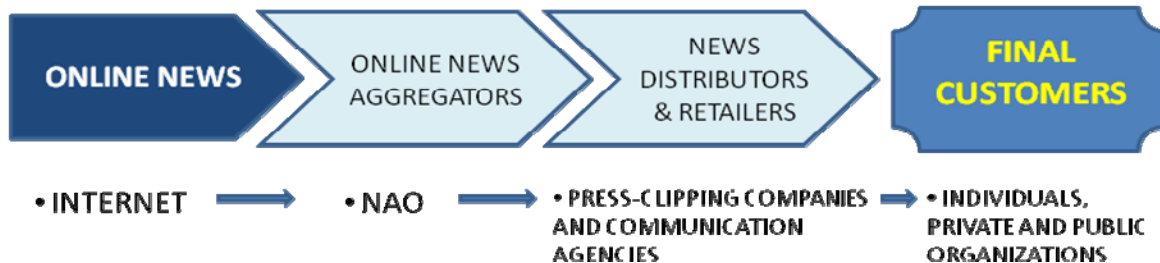 ONLINE NEWS
ONLINE NEWS
AGGREGATORS
NEWS
DISTRIBUTORS
& RETAILERS
FINAL
CUSTOMERS
• INTERNET
• NAO
• PRESS-CLIPPING COMPANIES
AND COMMUNICATION
AGENCIES
• INDIVIDUALS,
PRIVATE AND PUBLIC
ORGANIZATIONS